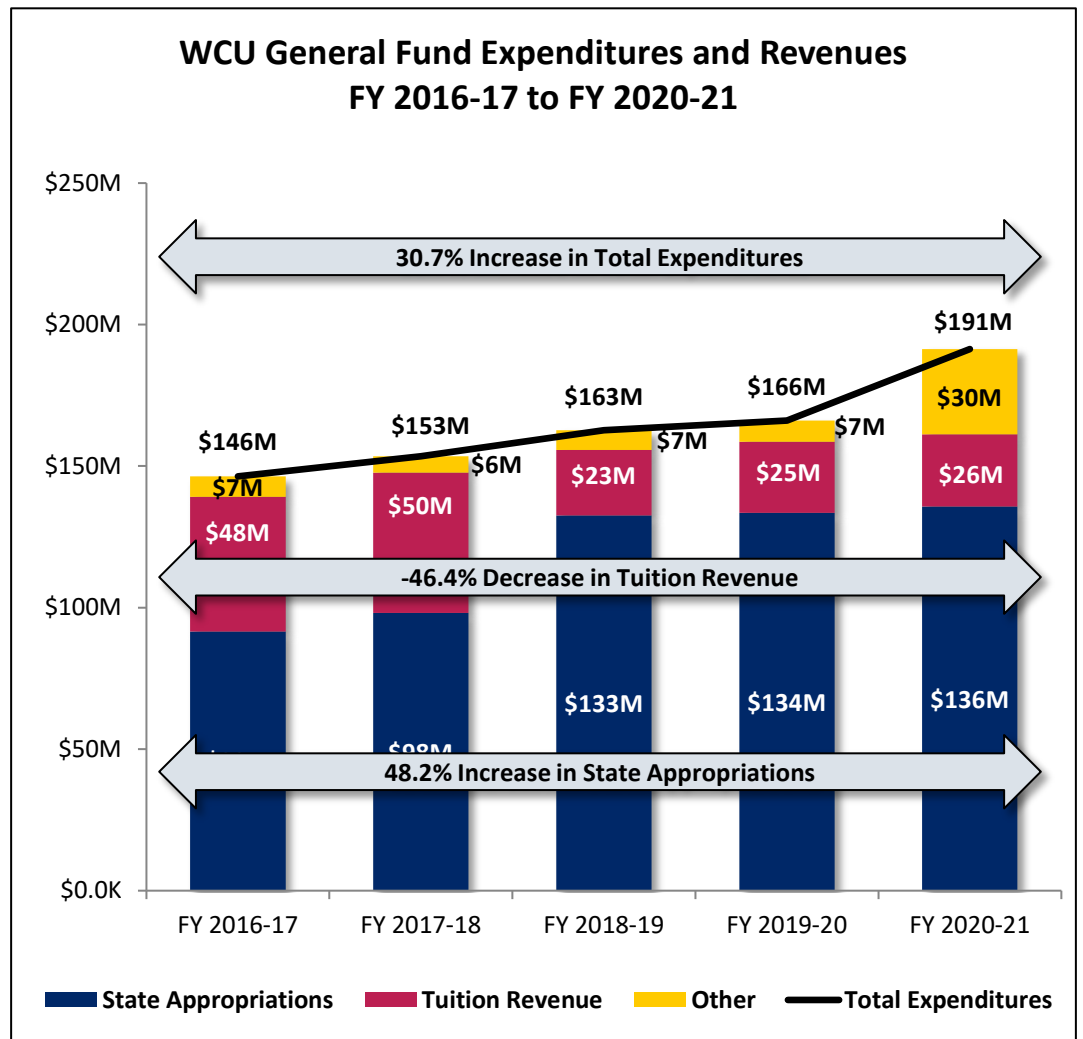 WCU General Fund Expenditures and Revenues
FY 2016-17 to FY 2020-21
$250M
30.7% Increase in Total Expenditures
$200M
$191M
$163M
$166M
$153M
$146M
$30M
$150M
$7M
$6M
$7M
$7M
$48M
$50M
$23M
$25M
$26M
-46.4% Decrease in Tuition Revenue
$100M
$133M
$134M
$136M
$50M
$98M
48.2% Increase in State Appropriations
$0.0K
FY 2016-17
FY 2017-18
FY 2018-19
FY 2019-20
FY 2020-21
State Appropriations
Tuition Revenue
Other
Total Expenditures